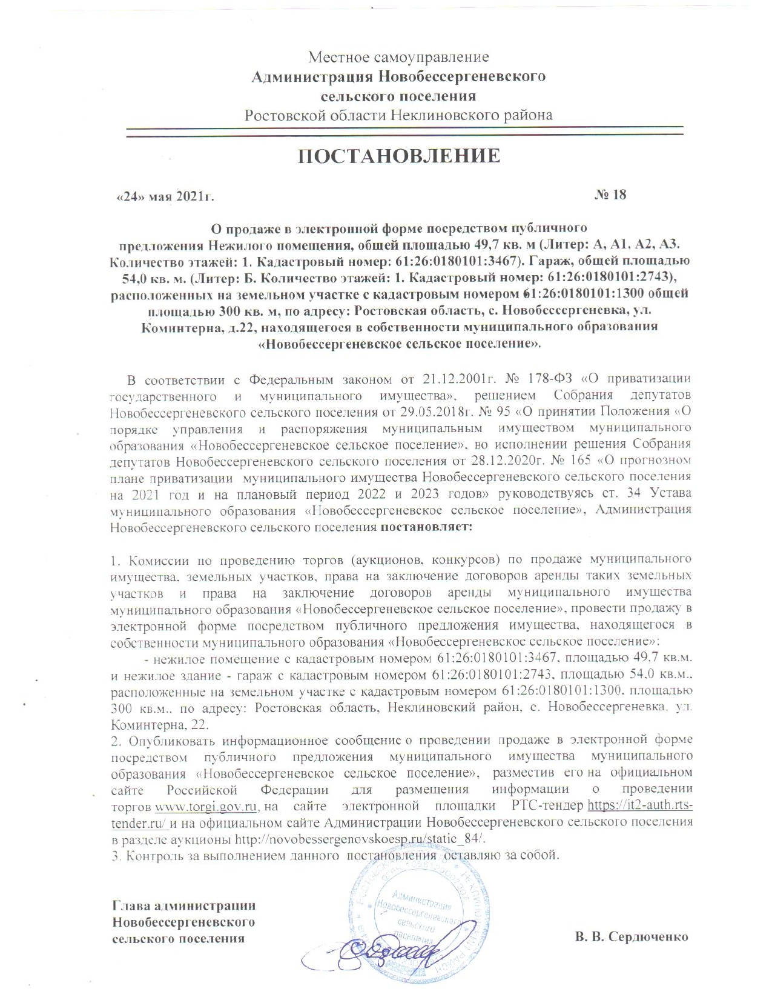 Местное самоуправление
Администрация Новобессергеневского
сельского поселения
Ростовской области Неклиновского района
ПОСТАНОВЛЕНИЕ
«24» мая 2021г. № 18
О продаже в электронной форме посредством публичного
предложения Нежилого помещения, общей площадью 49,7 кв. м (Литер: А, А1, А2, А3.
Количество этажей: 1. Кадастровый номер: 61:26:0180101:3467). Гараж, общей площадью
54,0 кв. м. (Литер: Б. Количество этажей: 1. Кадастровый номер: 61:26:0180101:2743),
расположенных на земельном участке с кадастровым номером 61:26:0180101:1300 общей
площадью 300 кв. м, по адресу: Ростовская область, с. Новобессергеневка, ул.
Коминтерна, д.22, находящегося в собственности муниципального образования
«Новобессергеневское сельское поселение».
В соответствии с Федеральным законом от 21.12.2001г. № 178-ФЗ «О приватизации
государственного и муниципального имущества», решением Собрания депутатов
Новобессергеневского сельского поселения от 29.05.2018г. № 95 «О принятии Положения «О
порядке управления и распоряжения муниципальным имуществом муниципального
образования «Новобессергеневское сельское поселение», во исполнении решения Собрания
депутатов Новобессергеневского сельского поселения от 28.12.2020г. № 165 «О прогнозном
плане приватизации муниципального имущества Новобессергеневского сельского поселения
на 2021 год и на плановый период 2022 и 2023 годов» руководствуясь ст. 34 Устава
муниципального образования «Новобессергеневское сельское поселение», Администрация
Новобессергеневского сельского поселения постановляет:
1. Комиссии по проведению торгов (аукционов, конкурсов) по продаже муниципального
имущества, земельных участков, права на заключение договоров аренды таких земельных
участков и права на заключение договоров аренды муниципального имущества
муниципального образования «Новобессергеневское сельское поселение», провести продажу в
электронной форме посредством публичного предложения имущества, находящегося в
собственности муниципального образования «Новобессергеневское сельское поселение»:
- нежилое помещение с кадастровым номером 61:26:0180101:3467, площадью 49,7 кв.м.
и нежилое здание - гараж с кадастровым номером 61:26:0180101:2743, площадью 54,0 кв.м.,
расположенные на земельном участке с кадастровым номером 61:26:0180101:1300, площадью
300 кв.м., по адресу: Ростовская область, Неклиновский район, с. Новобессергеневка, ул.
Коминтерна, 22.
2. Опубликовать информационное сообщение о проведении продаже в электронной форме
посредством публичного предложения муниципального имущества муниципального
образования «Новобессергеневское сельское поселение», разместив его на официальном
сайте Российской Федерации для размещения информации о проведении
торгов www.torgi.gov.ru, на сайте электронной площадки РТС-тендер https://it2-auth.rts-
tender.ru/ и на официальном сайте Администрации Новобессергеневского сельского поселения
в разделе аукционы http://novobessergenovskoesp.ru/static_84/.
3. Контроль за выполнением данного постановления оставляю за собой.
Глава администрации
Новобессергеневского
сельского поселения В. В. Сердюченко
Администрация
Новобессергеневского
сельского
поселения